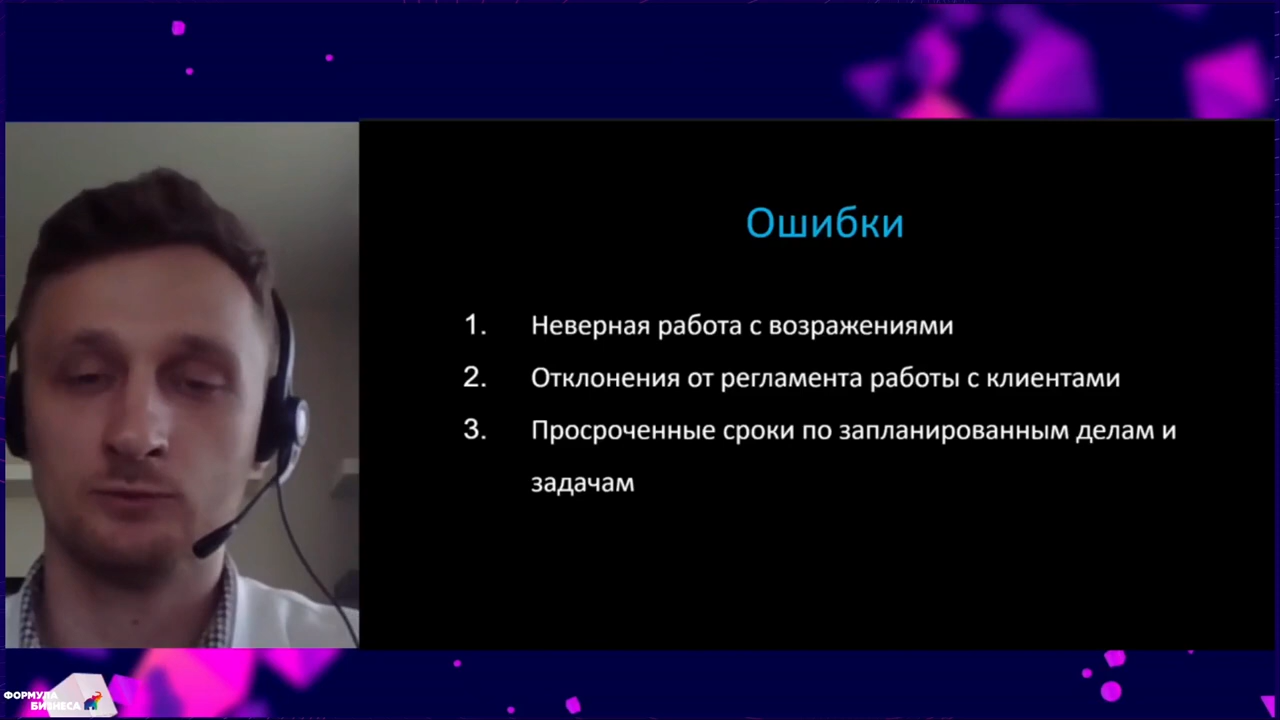 Ошибки
1. Неверная работа с возражениями
2. Отклонения от регламента работы с клиентами
3. Просроченные сроки по запланированным делам и
задачам
ФОРМУЛА
БИЗНЕСА